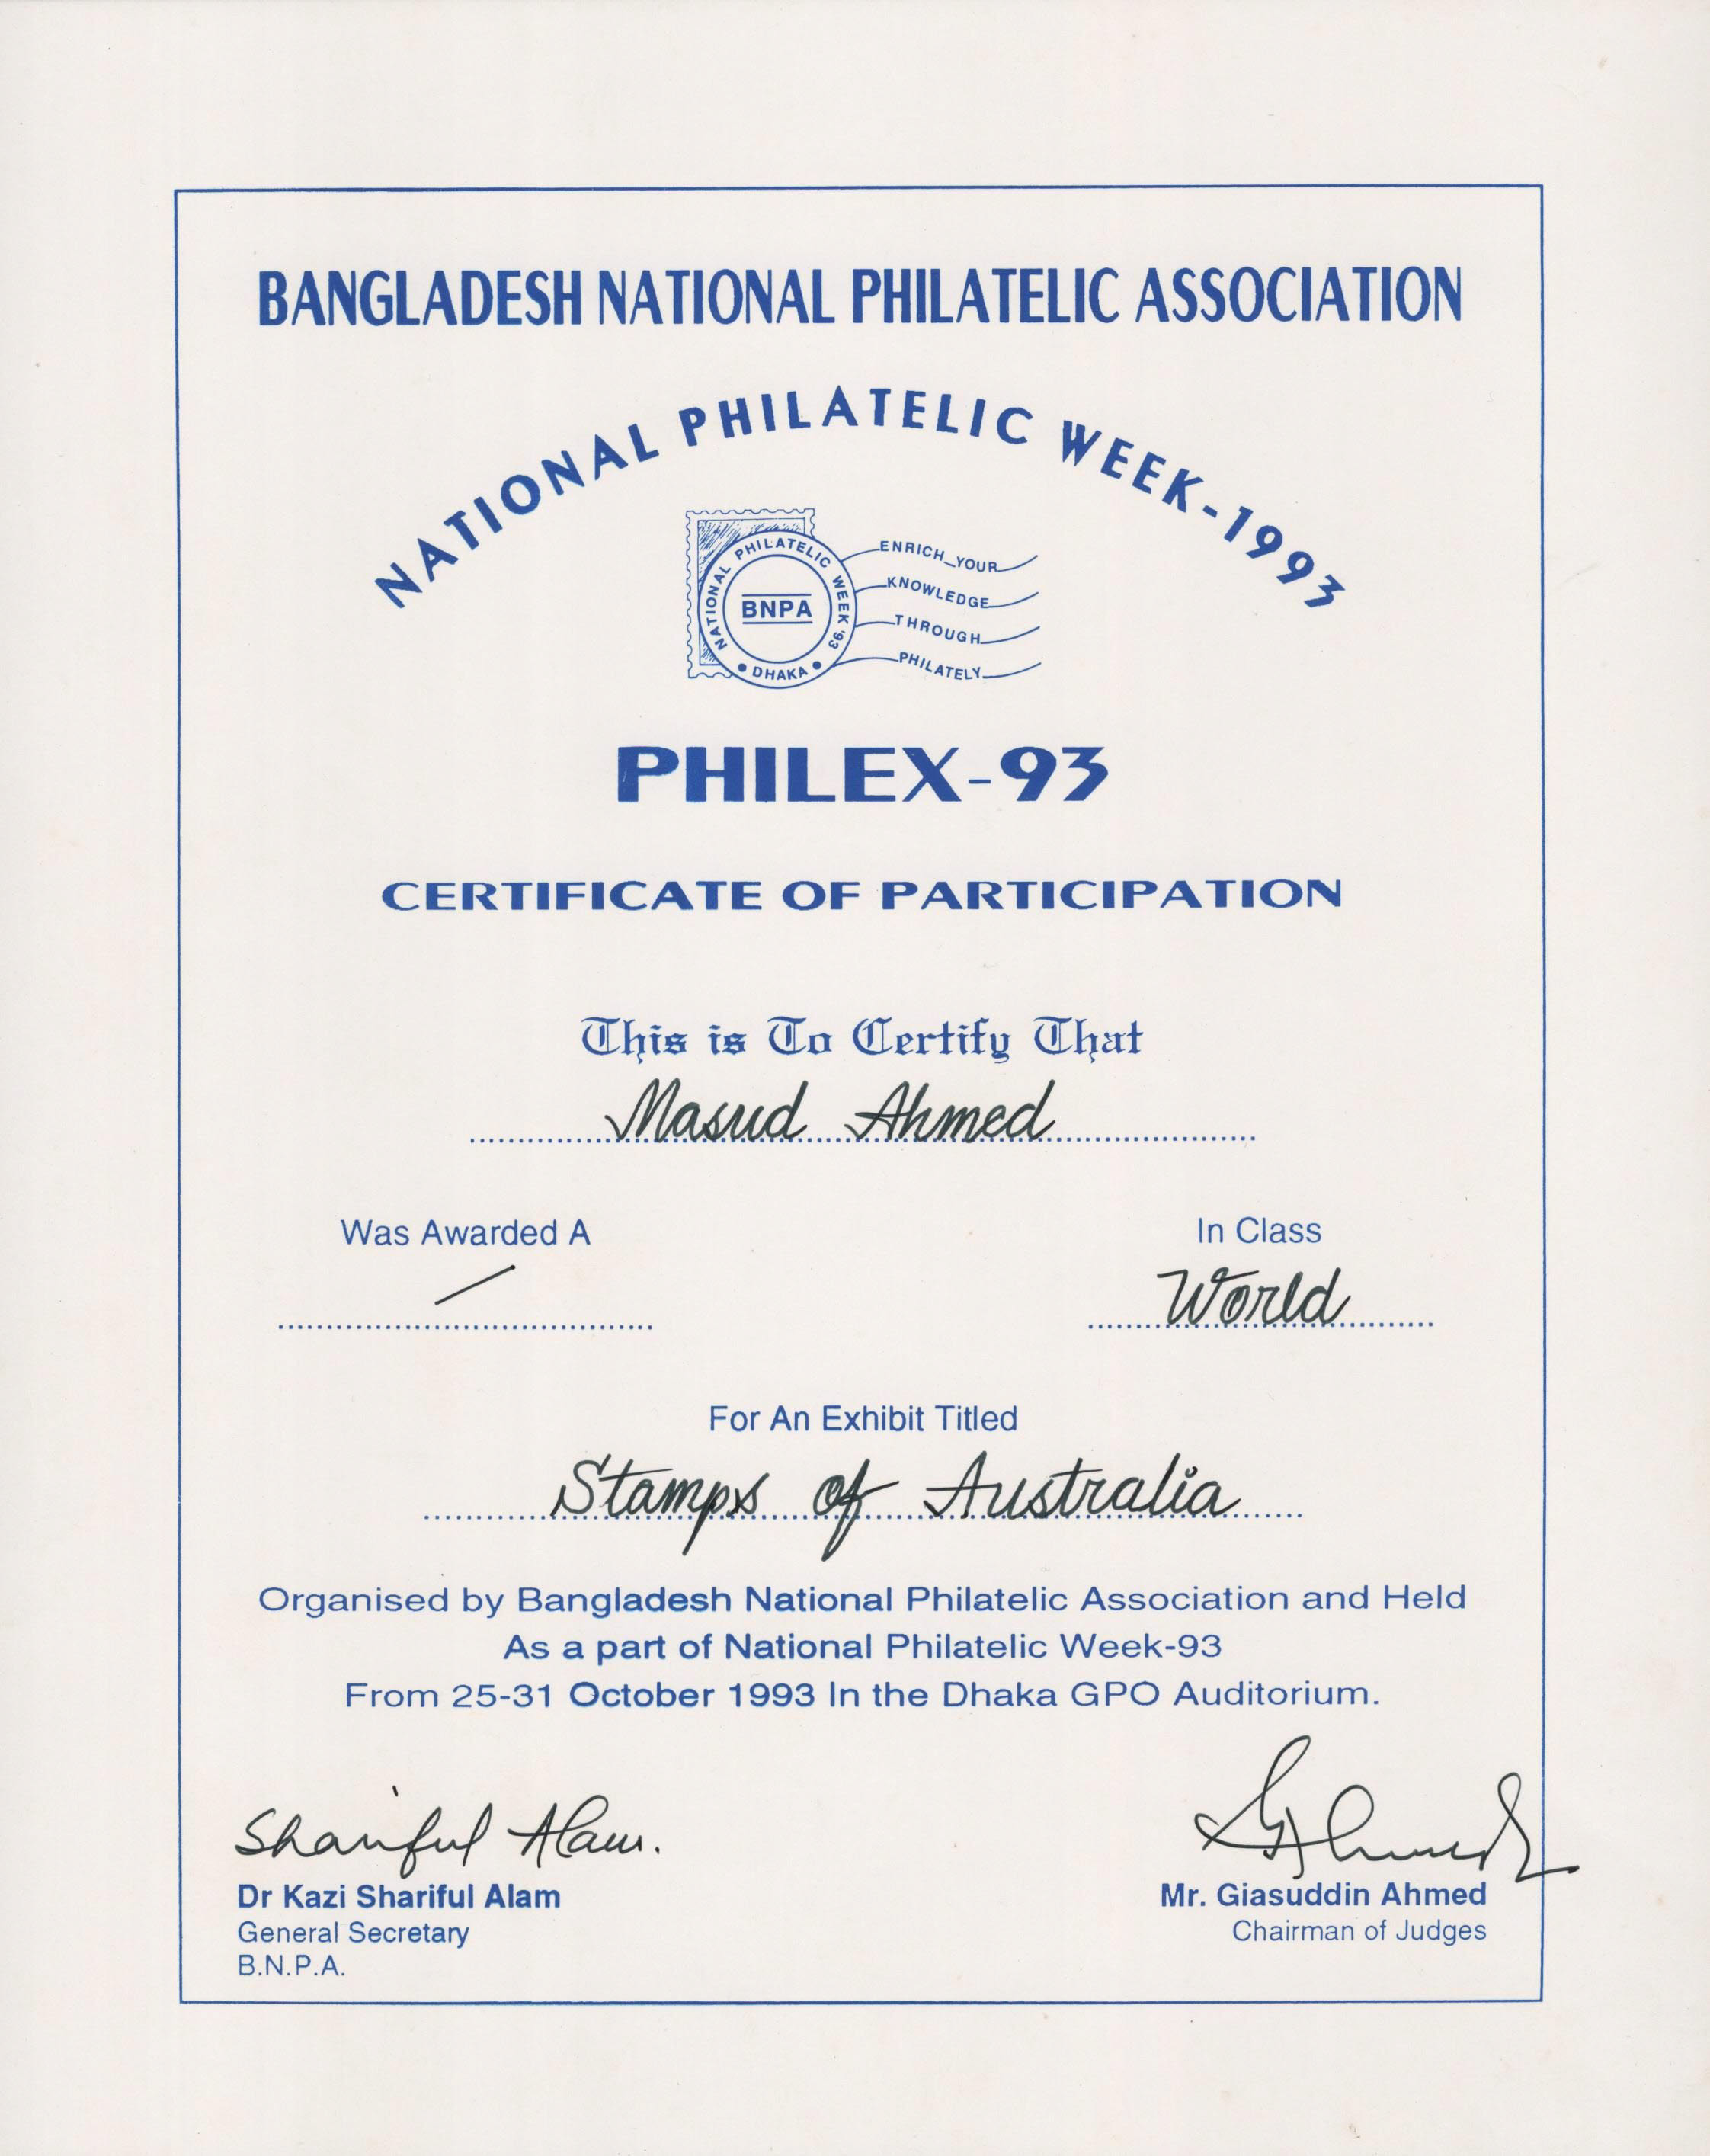 BANGLADESH NATIONAL PHILATELIC ASSOCIATION
NATIONAL PHILATELIC WEEK-1993
NATIONAL PHILATELIC WEEK '93
BNPA
• DHAKA •
ENRICH YOUR
KNOWLEDGE
THROUGH
PHILATELY
PHILEX-93
CERTIFICATE OF PARTICIPATION
This is To Certify That
Masud Ahmed
Was Awarded A
In Class
/
World
For An Exhibit Titled
Stamps of Australia
Organised by Bangladesh National Philatelic Association and Held
As a part of National Philatelic Week-93
From 25-31 October 1993 In the Dhaka GPO Auditorium.
Shariful Alam.
GAhmed
Dr Kazi Shariful Alam
General Secretary
B.N.P.A.
Mr. Giasuddin Ahmed
Chairman of Judges